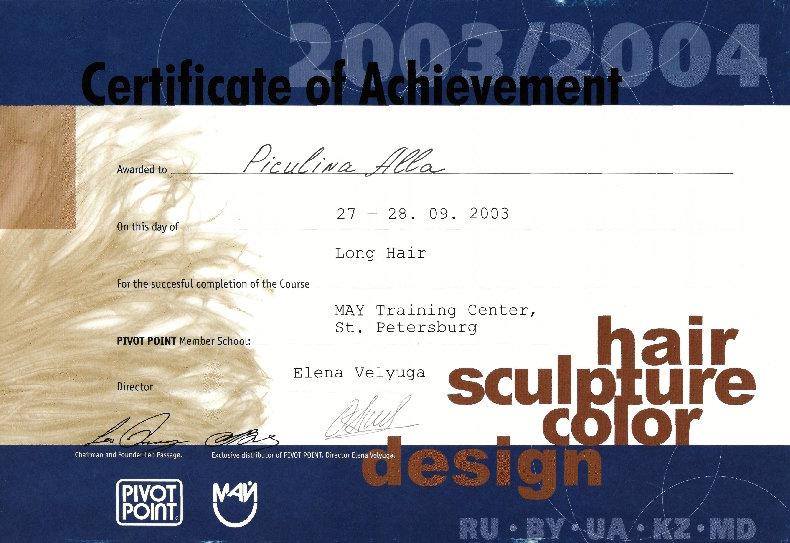 2003/2004
Certificate of Achievement
Awarded to Piculina Alla
27 - 28. 09. 2003
On this day of
Long Hair
For the succesful completion of the Course
MAY Training Center,
St. Petersburg
PIVOT POINT Member School:
Elena Velyuga
Director
hair
sculpture
color
design
Chairman and Founder Leo Passage.
Exclusive distributor of PIVOT POINT. Director Elena Velyuga.
PIVOT
POINT
МАЙ
RU · BY · UA · KZ · MD